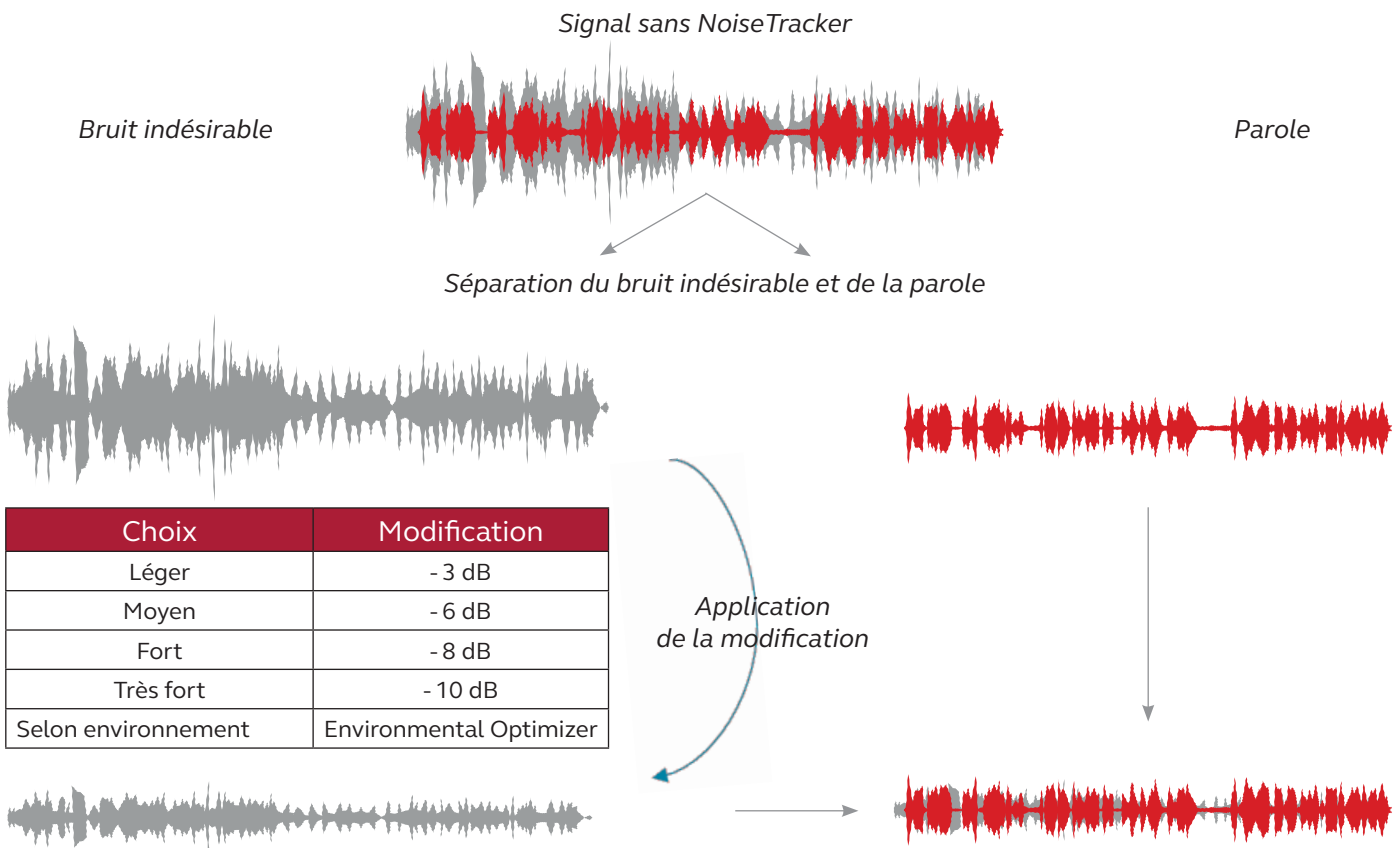 Signal sans NoiseTracker
Bruit indésirable
Parole
Séparation du bruit indésirable et de la parole
Choix Modification
Léger - 3 dB
Moyen - 6 dB
Fort - 8 dB
Très fort - 10 dB
Selon environnement Environmental Optimizer
Application
de la modification